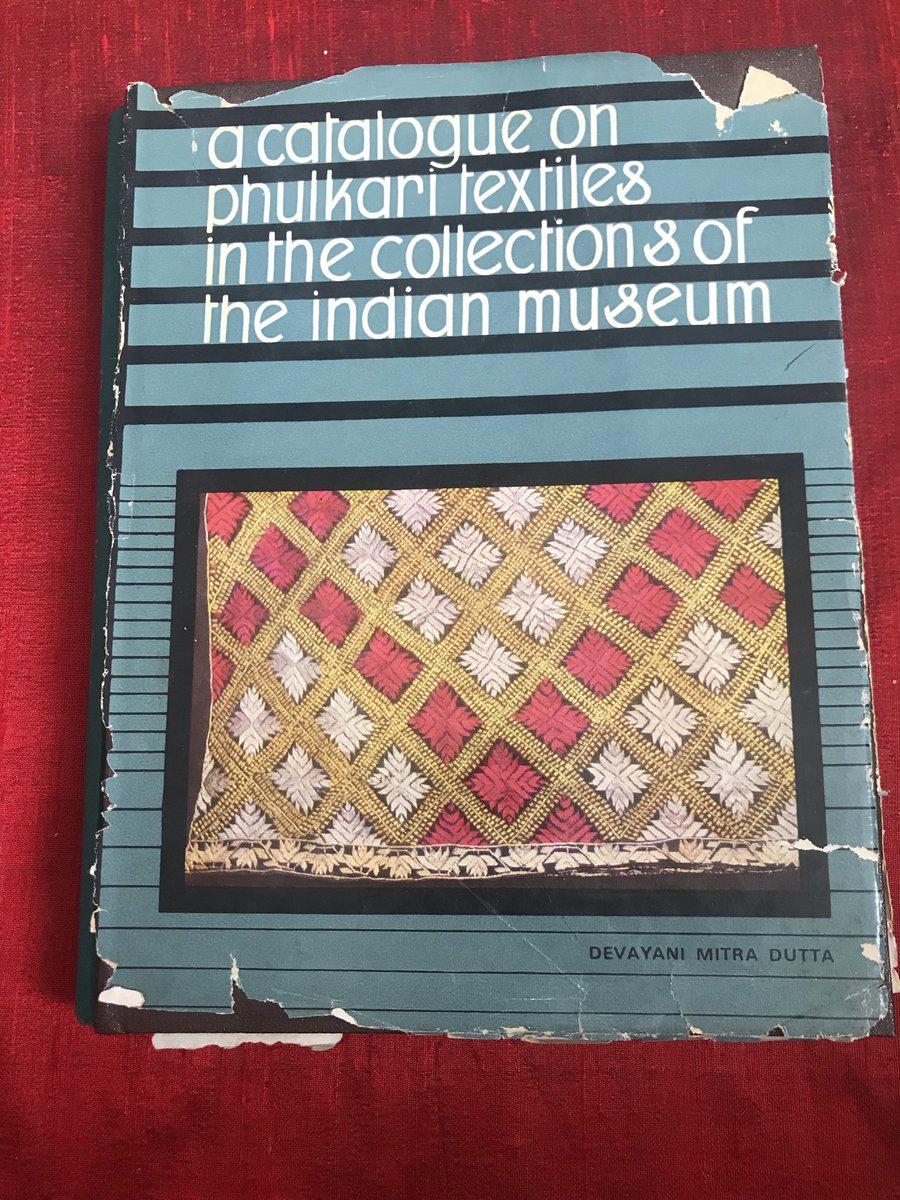 a catalogue on
phulkari textiles
in the collections of
the indian museum
DEVAYANI MITRA DUTTA